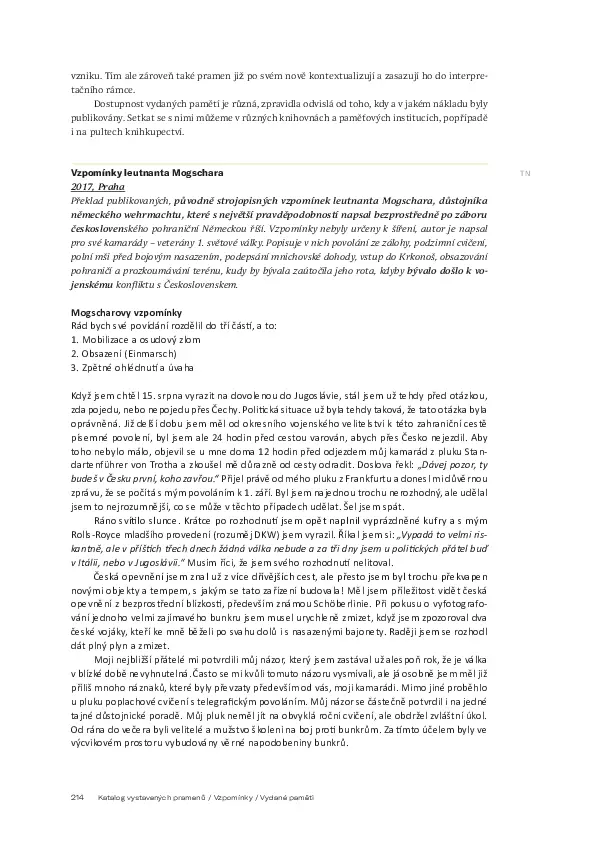 vzniku. Tím ale zároveň také pramen již po svém nově kontextualizují a zasazují ho do interpre-
tačního rámce.
Dostupnost vydaných pamětí je různá, zpravidla odvislá od toho, kdy a v jakém nákladu byly
publikovány. Setkat se s nimi můžeme v různých knihovnách a paměťových institucích, popřípadě
i na pultech knihkupectví.
Vzpomínky leutnanta Mogschara
TN
2017, Praha
Překlad publikovaných, původně strojopisných vzpomínek leutnanta Mogschara, důstojníka
německého wehrmachtu, které s největší pravděpodobností napsal bezprostředně po záboru
československého pohraniční Německou říší. Vzpomínky nebyly určeny k šíření, autor je napsal
pro své kamarády – veterány 1. světové války. Popisuje v nich povolání ze zálohy, podzimní cvičení,
polní mši před bojovým nasazením, podepsání mnichovské dohody, vstup do Krkonoš, obsazování
pohraničí a prozkoumávání terénu, kudy by bývala zaútočila jeho rota, kdyby bývalo došlo k vo-
jenskému konfliktu s Československem.
Mogscharovy vzpomínky
Rád bych své povídání rozdělil do tří částí, a to:
1. Mobilizace a osudový zlom
2. Obsazení (Einmarsch)
3. Zpětné ohlédnutí a úvaha
Když jsem chtěl 15. srpna vyrazit na dovolenou do Jugoslávie, stál jsem už tehdy před otázkou,
zda pojedu, nebo nepojedu přes Čechy. Politická situace už byla tehdy taková, že tato otázka byla
oprávněná. Již delší dobu jsem měl od okresního vojenského velitelství k této zahraniční cestě
písemné povolení, byl jsem ale 24 hodin před cestou varován, abych přes Česko nejezdil. Aby
toho nebylo málo, objevil se u mne doma 12 hodin před odjezdem můj kamarád z pluku Stan-
dartenführer von Trotha a zkoušel mě důrazně od cesty odradit. Doslova řekl: „Dávej pozor, ty
budeš v Česku první, koho zavřou.“ Přijel právě od mého pluku z Frankfurtu a donesl mi důvěrnou
zprávu, že se počítá s mým povoláním k 1. září. Byl jsem najednou trochu nerozhodný, ale udělal
jsem to nejrozumnější, co se může v těchto případech udělat. Šel jsem spát.
Ráno svítilo slunce. Krátce po rozhodnutí jsem opět naplnil vyprázdněné kufry a s mým
Rolls-Royce mladšího provedení (rozuměj DKW) jsem vyrazil. Říkal jsem si: „Vypadá to velmi ris-
kantně, ale v příštích třech dnech žádná válka nebude a za tři dny jsem u politických přátel buď
v Itálii, nebo v Jugoslávii.“ Musím říci, že jsem svého rozhodnutí nelitoval.
Česká opevnění jsem znal už z více dřívějších cest, ale přesto jsem byl trochu překvapen
novými objekty a tempem, s jakým se tato zařízení budovala! Měl jsem příležitost vidět česká
opevnění z bezprostřední blízkosti, především známou Schöberlinie. Při pokusu o vyfotografo-
vání jednoho velmi zajímavého bunkru jsem musel urychleně zmizet, když jsem zpozoroval dva
české vojáky, kteří ke mně běželi po svahu dolů i s nasazenými bajonety. Raději jsem se rozhodl
dát plný plyn a zmizet.
Moji nejbližší přátelé mi potvrdili můj názor, který jsem zastával už alespoň rok, že je válka
v blízké době nevyhnutelná. Často se mi kvůli tomuto názoru vysmívali, ale já osobně jsem měl již
příliš mnoho náznaků, které byly převzaty především od vás, moji kamarádi. Mimo jiné proběhlo
u pluku poplachové cvičení s telegrafickým povoláním. Můj názor se částečně potvrdil i na jedné
tajné důstojnické poradě. Můj pluk neměl jít na obvyklá roční cvičení, ale obdržel zvláštní úkol.
Od rána do večera byli velitelé a mužstvo školeni na boj proti bunkrům. Za tímto účelem byly ve
výcvikovém prostoru vybudovány věrné napodobeniny bunkrů.
214 Katalog vystavených pramenů / Vzpomínky / Vydané paměti